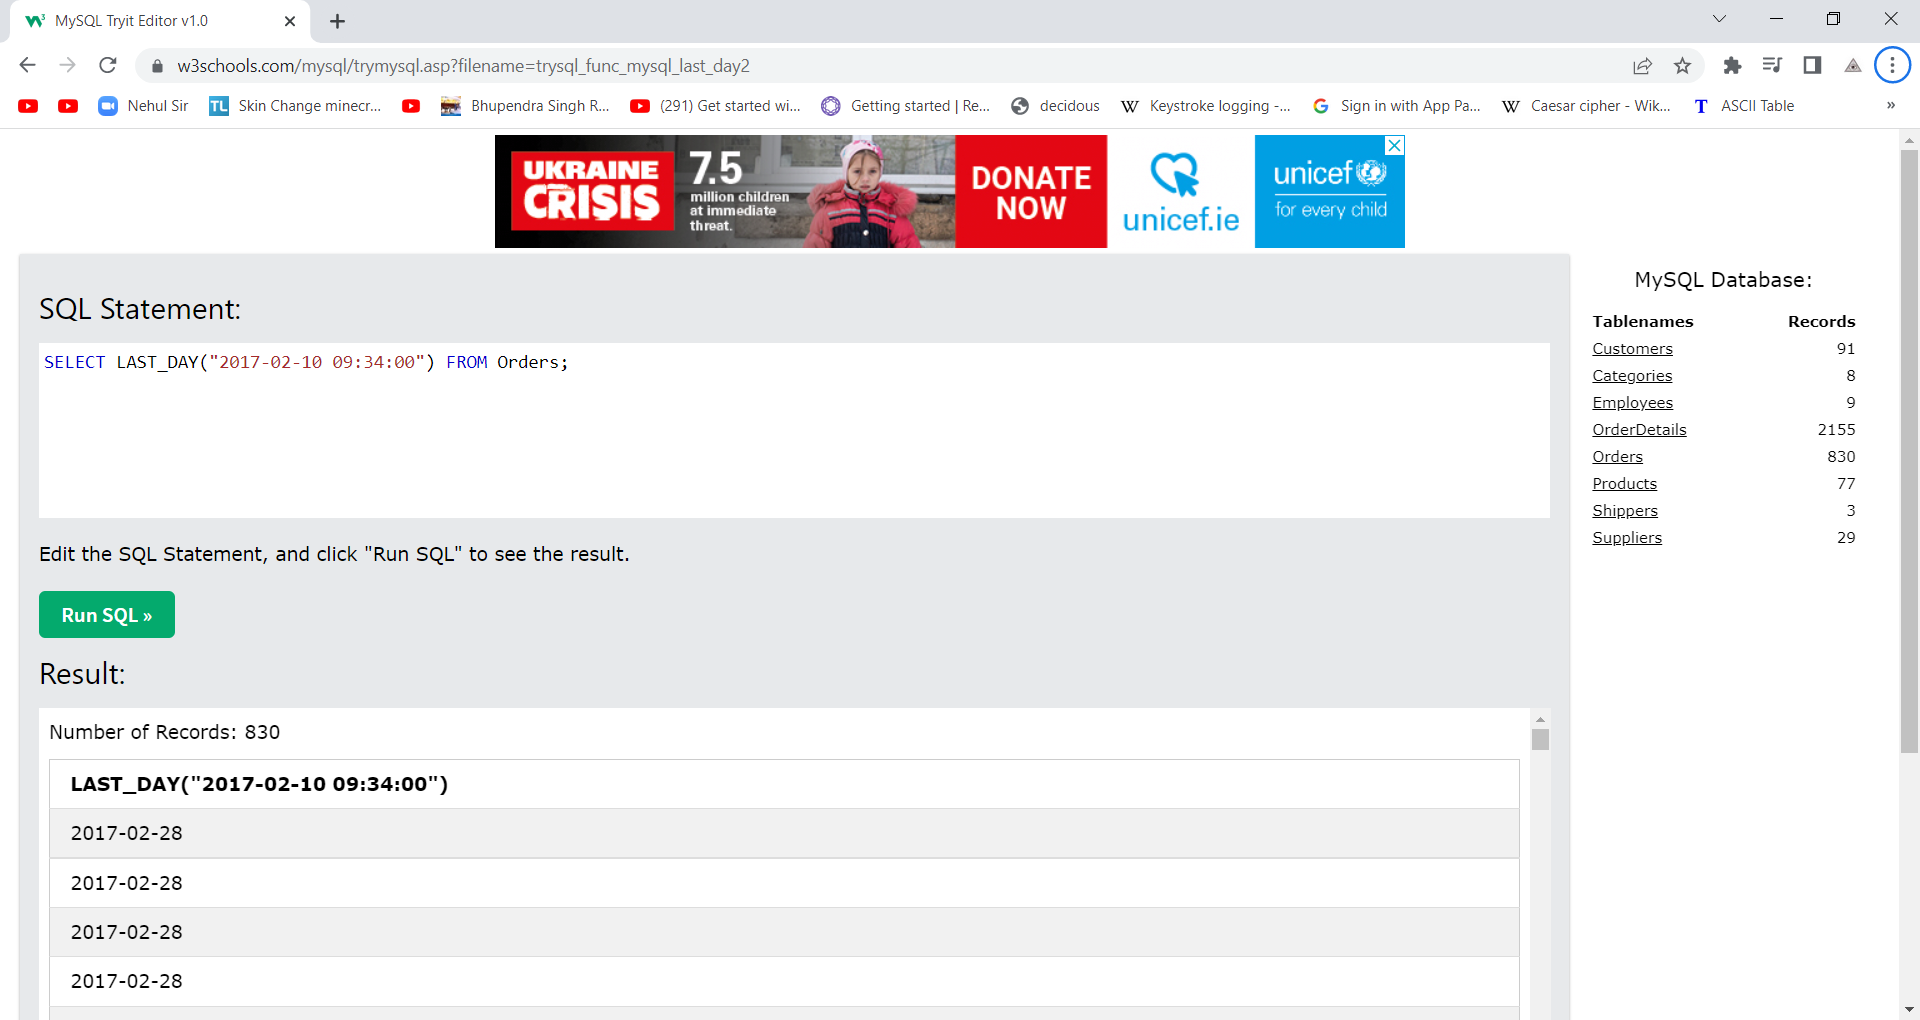 MySQL Tryit Editor v1.0
w3schools.com/mysql/trymysql.asp?filename=trysql_func_mysql_last_day2
Nehul Sir
TL Skin Change minecr...
Bhupendra Singh R...
(291) Get started wi...
Getting started | Re...
decidous
W Keystroke logging -...
G Sign in with App Pa...
W Caesar cipher - Wik...
T ASCII Table
»
UKRAINE
CRISIS
7.5
million children
at immediate
threat.
DONATE
NOW
unicef.ie
unicef
for every child
SQL Statement:
SELECT LAST_DAY("2017-02-10 09:34:00") FROM Orders;
Edit the SQL Statement, and click "Run SQL" to see the result.
Run SQL »
Result:
Number of Records: 830
LAST_DAY("2017-02-10 09:34:00")
2017-02-28
2017-02-28
2017-02-28
2017-02-28
MySQL Database:
Tablenames Records
Customers 91
Categories 8
Employees 9
OrderDetails 2155
Orders 830
Products 77
Shippers 3
Suppliers 29